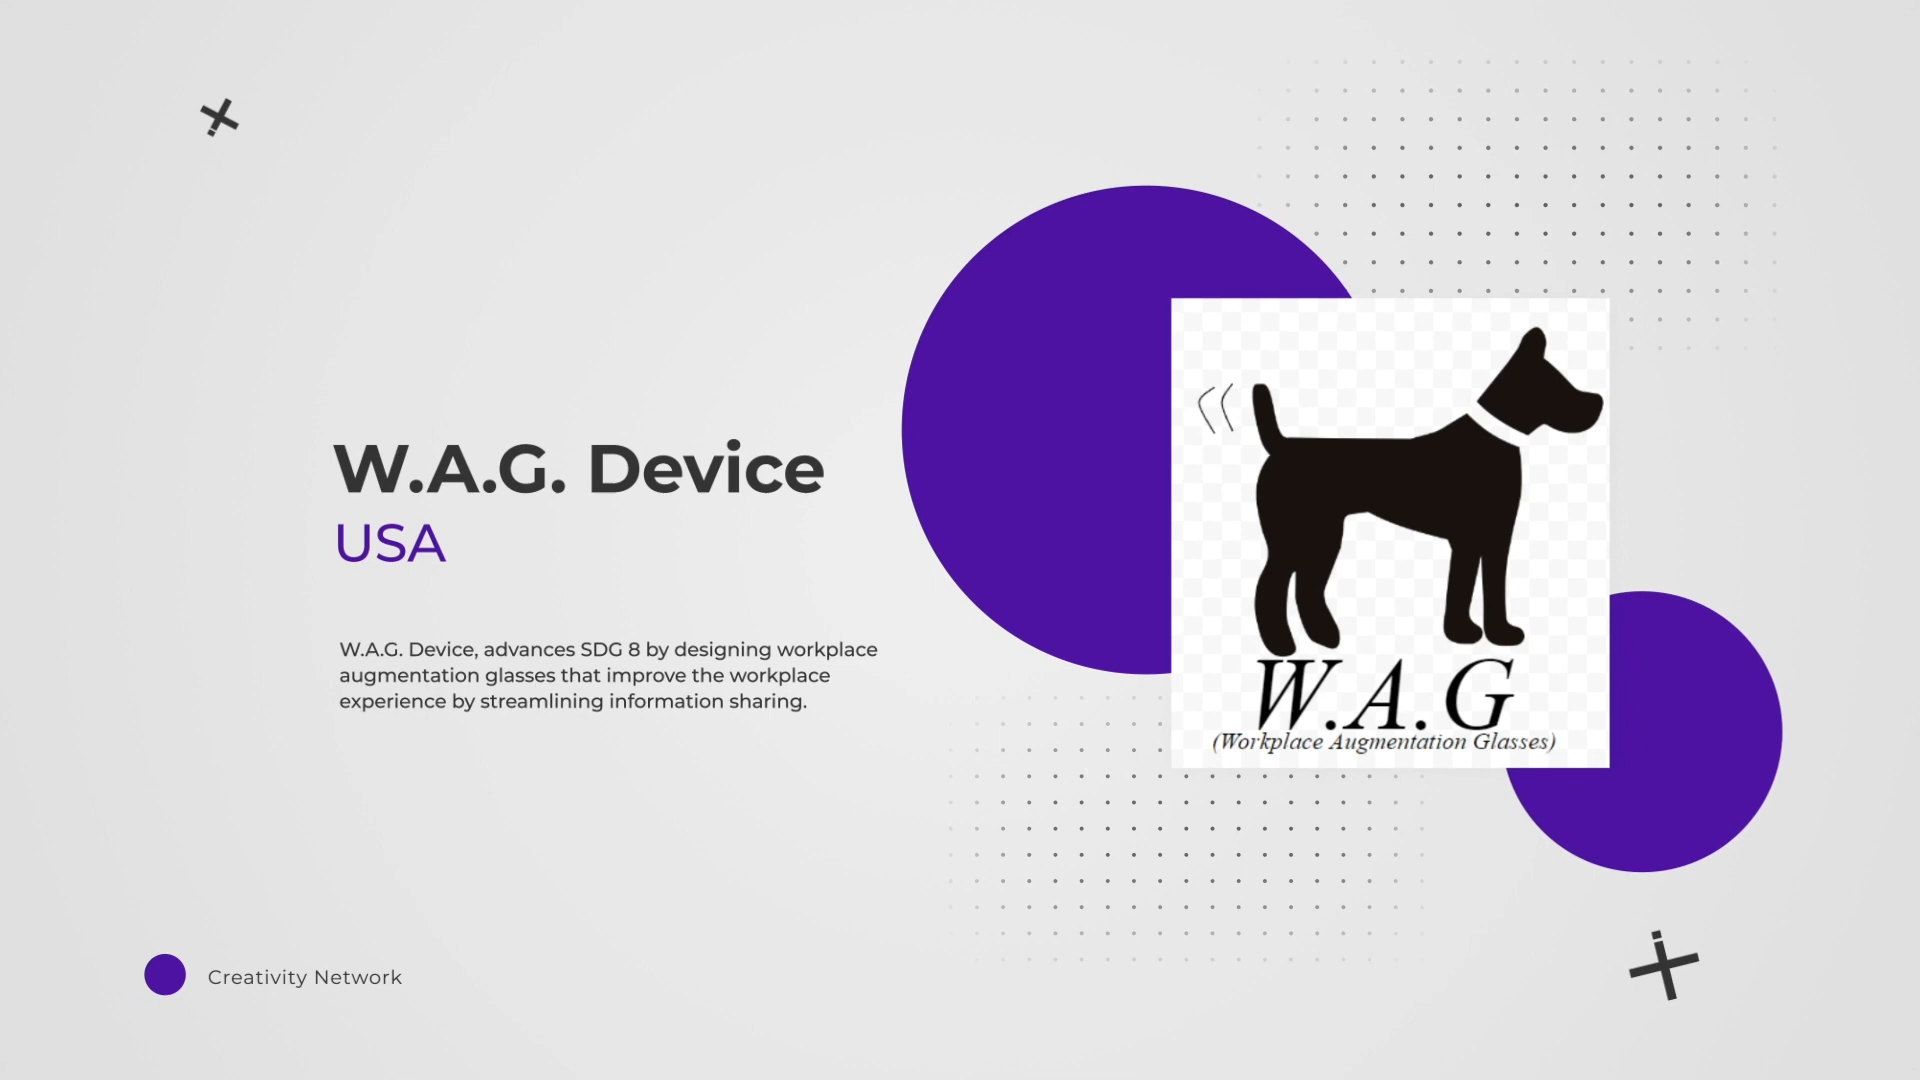 W.A.G. Device
USA
W.A.G. Device, advances SDG 8 by designing workplace
augmentation glasses that improve the workplace
experience by streamlining information sharing.
W.A.G
(Workplace Augmentation Glasses)
Creativity Network